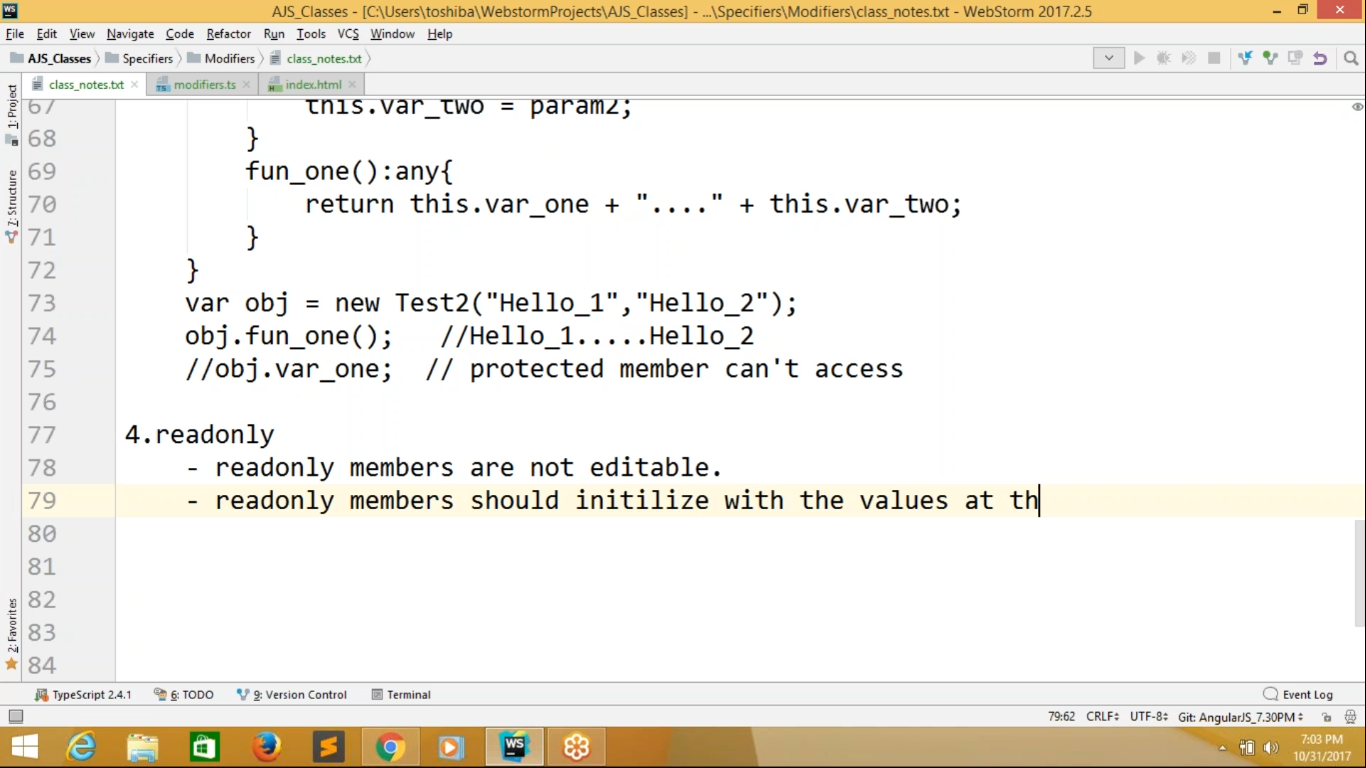 AJS_Classes - [C:\Users\toshiba\WebstormProjects\AJS_Classes] - ...\Specifiers\Modifiers\class_notes.txt - WebStorm 2017.2.5
File Edit View Navigate Code Refactor Run Tools VCS Window Help
AJS_Classes Specifiers Modifiers class_notes.txt
class_notes.txt modifiers.ts index.html
1: Project
7: Structure
2: Favorites
67 this.var_two = param2;
68 }
69 fun_one():any{
70 return this.var_one + "...." + this.var_two;
71 }
72 }
73 var obj = new Test2("Hello_1","Hello_2");
74 obj.fun_one(); //Hello_1.....Hello_2
75 //obj.var_one; // protected member can't access
76
77 4.readonly
78 - readonly members are not editable.
79 - readonly members should initilize with the values at th
80
81
82
83
84
TypeScript 2.4.1 6: TODO 9: Version Control Terminal Event Log
79:62 CRLF÷ UTF-8÷ Git: AngularJS_7.30PM÷
7:03 PM
10/31/2017